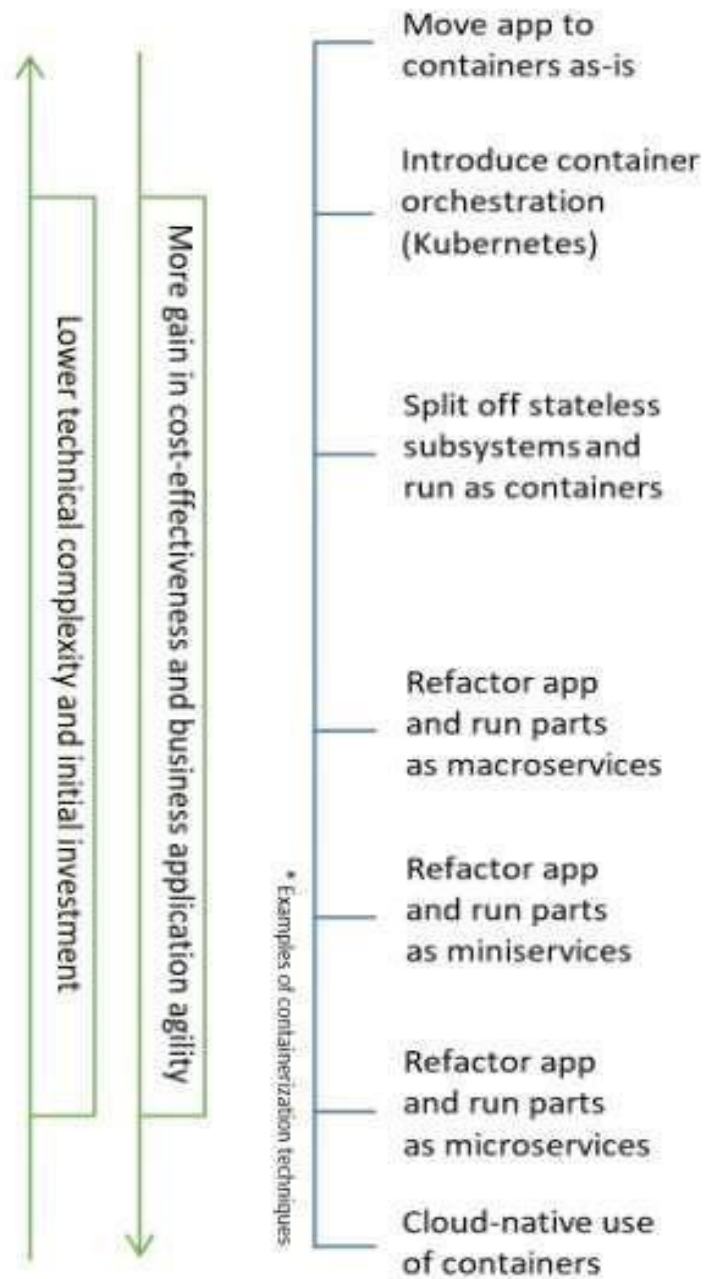 Move app to
containers as-is
Introduce container
orchestration
(Kubernetes)
Split off stateless
subsystems and
run as containers
Refactor app
and run parts
as macroservices
Refactor app
and run parts
as miniservices
Refactor app
and run parts
as microservices
Cloud-native use
of containers
Lower technical complexity and initial investment
More gain in cost-effectiveness and business application agility
* Examples of containerization techniques.